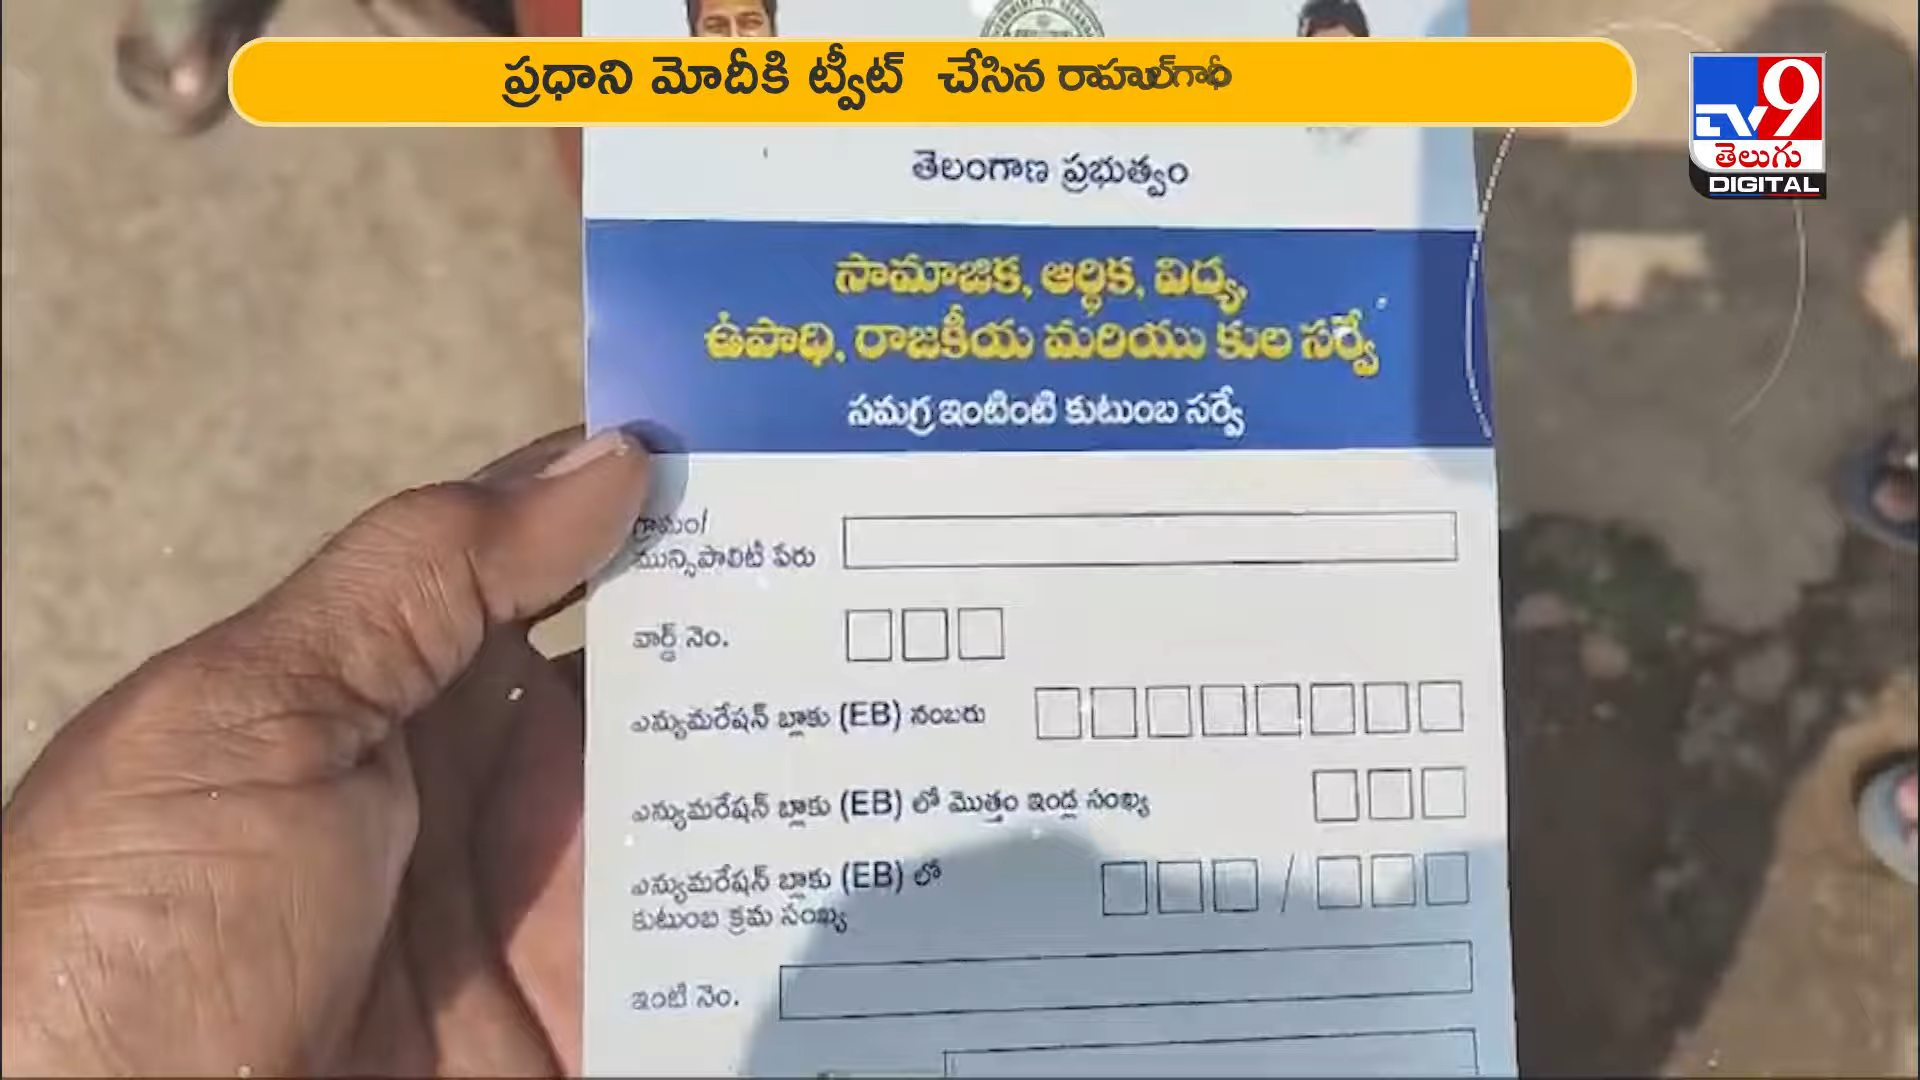 ప్రధాని మోదీకి ట్వీట్ చేసిన రాహుల్‌గాంధీ
TV9
తెలుగు
DIGITAL
తెలంగాణ ప్రభుత్వం
సామాజిక, ఆర్థిక, విద్య,
ఉపాధి, రాజకీయ మరియు కుల సర్వే
సమగ్ర ఇంటింటి కుటుంబ సర్వే
గ్రామం/
మున్సిపాలిటీ పేరు
వార్డ్ నెం.
ఎన్యుమరేషన్ బ్లాకు (EB) నంబరు
ఎన్యుమరేషన్ బ్లాకు (EB) లో మొత్తం ఇండ్ల సంఖ్య
ఎన్యుమరేషన్ బ్లాకు (EB) లో
/
కుటుంబ క్రమ సంఖ్య
ఇంటి నెం.